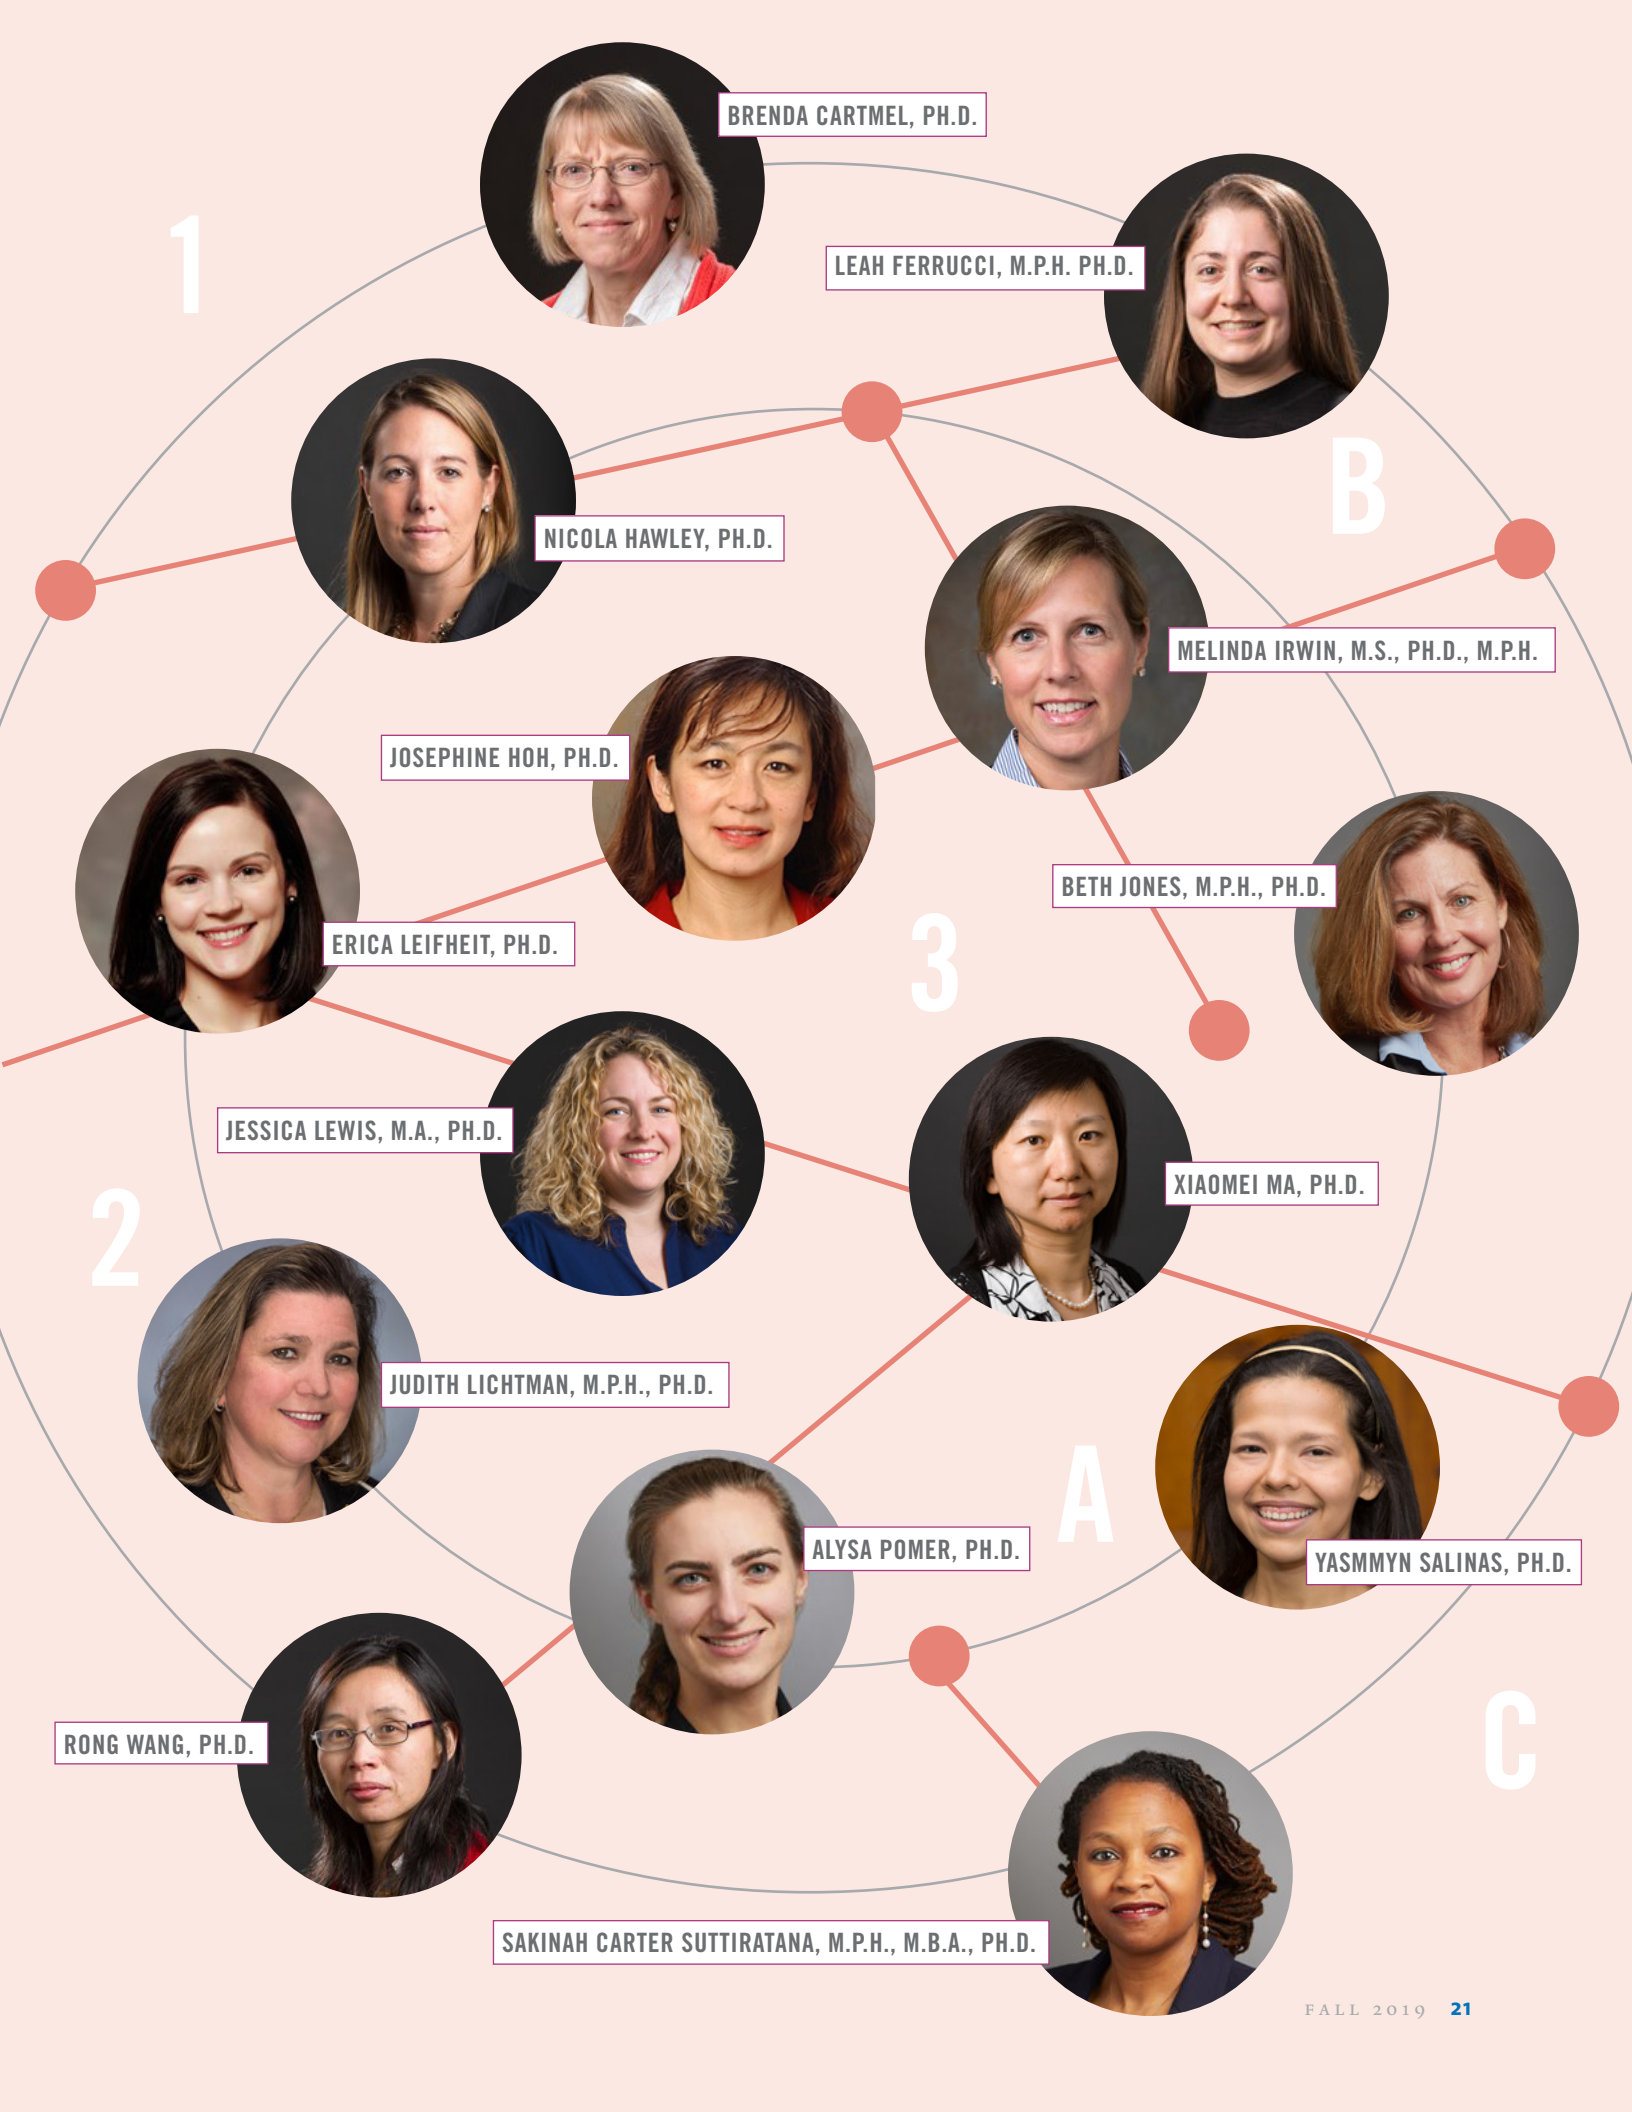 BRENDA CARTMEL, PH.D.
1
LEAH FERRUCCI, M.P.H. PH.D.
B
NICOLA HAWLEY, PH.D.
MELINDA IRWIN, M.S., PH.D., M.P.H.
JOSEPHINE HOH, PH.D.
BETH JONES, M.P.H., PH.D.
ERICA LEIFHEIT, PH.D.
3
JESSICA LEWIS, M.A., PH.D.
XIAOMEI MA, PH.D.
2
JUDITH LICHTMAN, M.P.H., PH.D.
A
ALYSA POMER, PH.D.
YASMMYN SALINAS, PH.D.
RONG WANG, PH.D.
C
SAKINAH CARTER SUTTIRATANA, M.P.H., M.B.A., PH.D.
FALL 2019 21